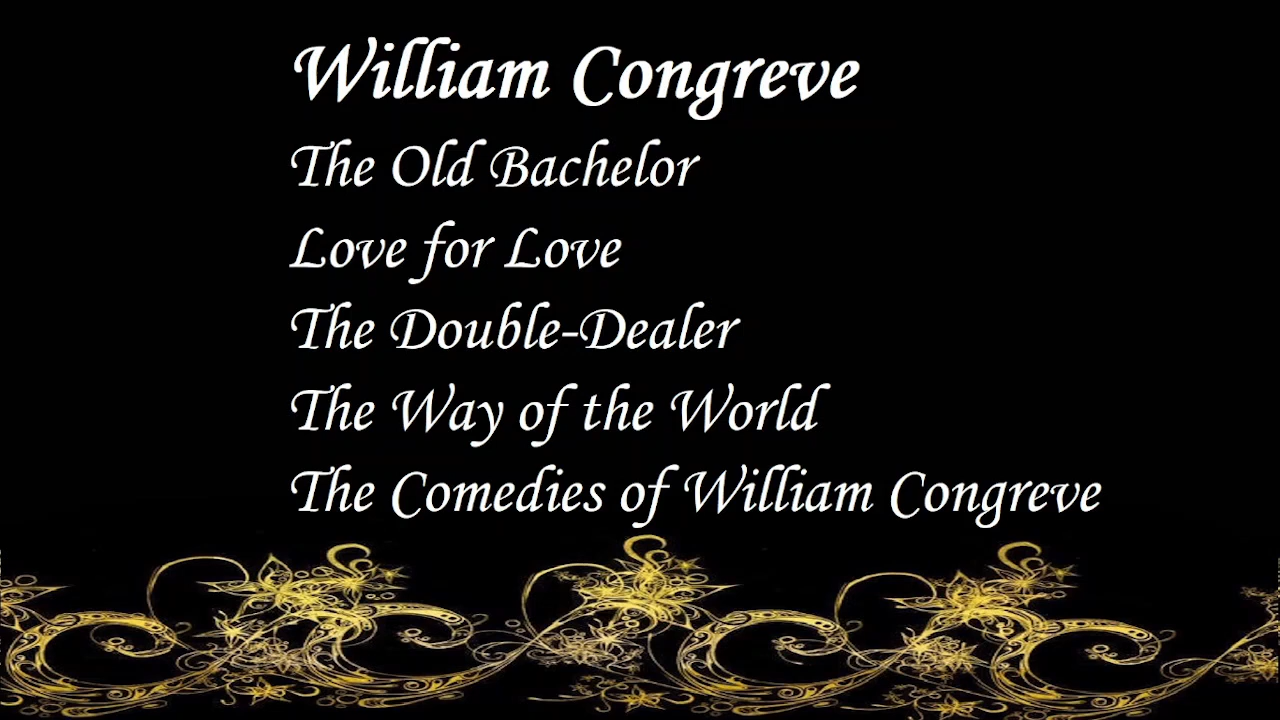 William Congreve
The Old Bachelor
Love for Love
The Double-Dealer
The Way of the World
The Comedies of William Congreve